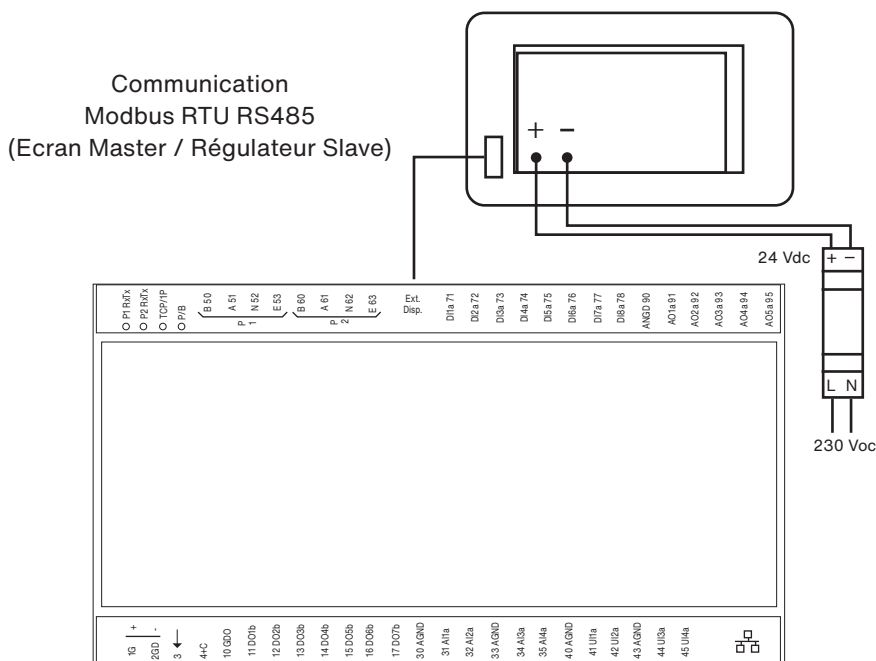 Communication
Modbus RTU RS485
(Ecran Master / Régulateur Slave)
+ −
24 Vdc
+ −
L N
230 Voc
P1 RxTx
P2 RxTx
TCP/1P
P/B
B 50
A 51
N 52
E 53
P 1
B 60
A 61
N 62
E 63
P 2
Ext.
Disp.
DI1a 71
DI2a 72
DI3a 73
DI4a 74
DI5a 75
DI6a 76
DI7a 77
DI8a 78
ANGD 90
AO1a 91
AO2a 92
AO3a 93
AO4a 94
AO5a 95
1G +
2GD -
3
4+C
10 GDO
11 DO1b
12 DO2b
13 DO3b
14 DO4b
15 DO5b
16 DO6b
17 DO7b
30 AGND
31 AI1a
32 AI2a
33 AGND
34 AI3a
35 AI4a
40 AGND
41 UI1a
42 UI2a
43 AGND
44 UI3a
45 UI4a